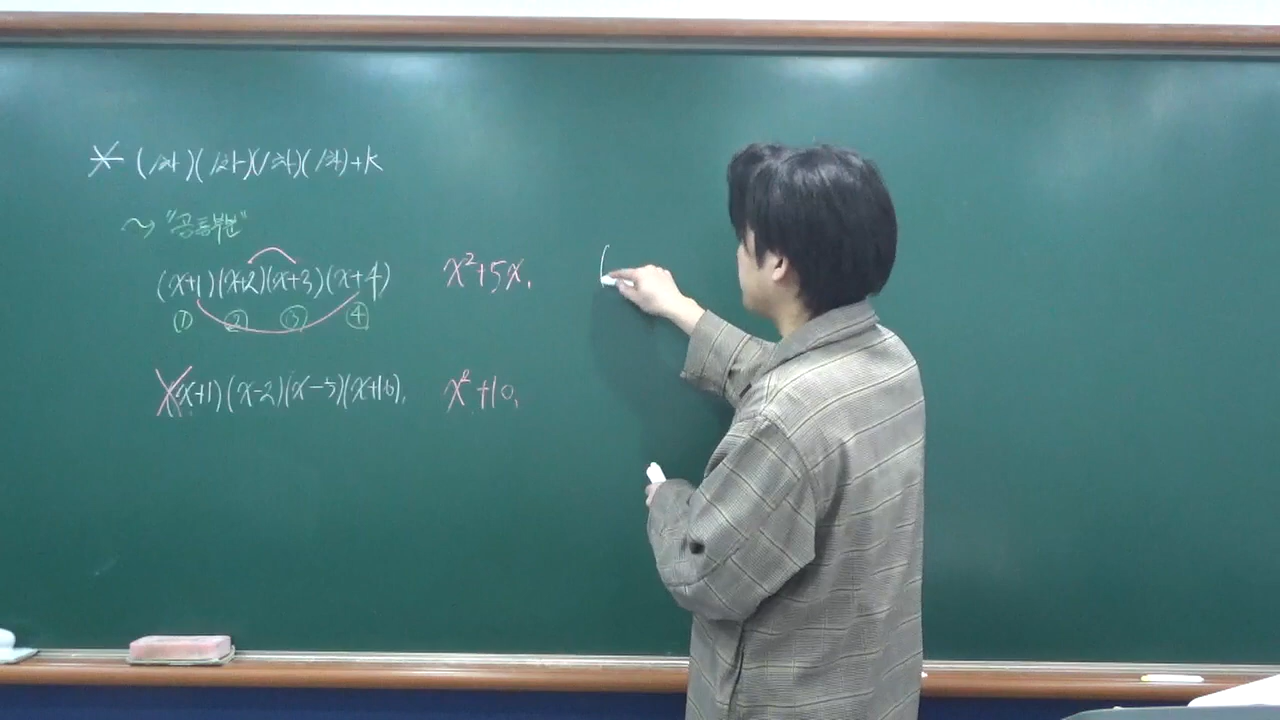 * (1차)(1차)(1차)(1차)+k
~> "공통부분"
(x+1)(x+2)(x+3)(x+4) x²+5x,
① ② ③ ④
(x+1)(x-2)(x-5)(x+10), x² +10,
(